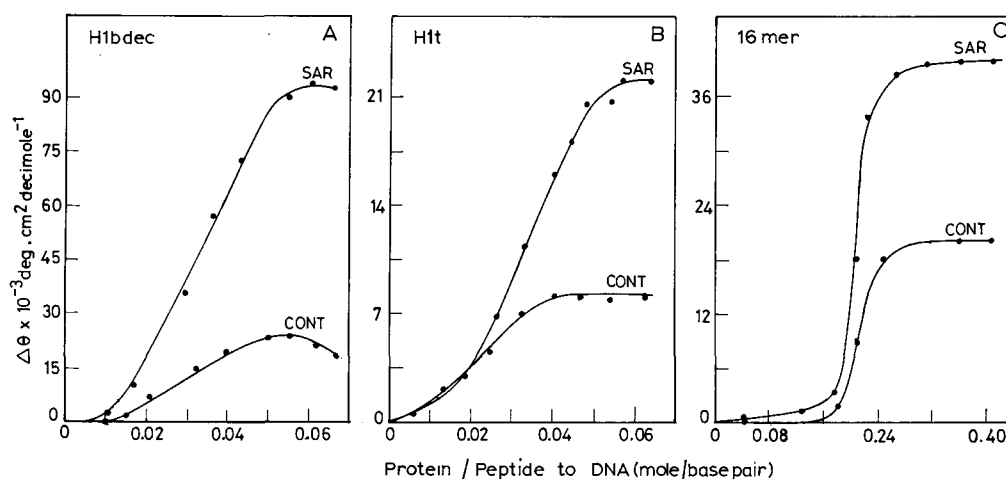 H1bdec
A
SAR
CONT
90
75
60
45
30
15
0
0
0.02
0.04
0.06
H1t
B
SAR
CONT
21
14
7
0
0
0.02
0.04
0.06
16 mer
C
SAR
CONT
36
24
12
0
0
0.08
0.24
0.40
Δθ x 10⁻³deg.cm² decimole⁻¹
Protein / Peptide to DNA (mole/base pair)